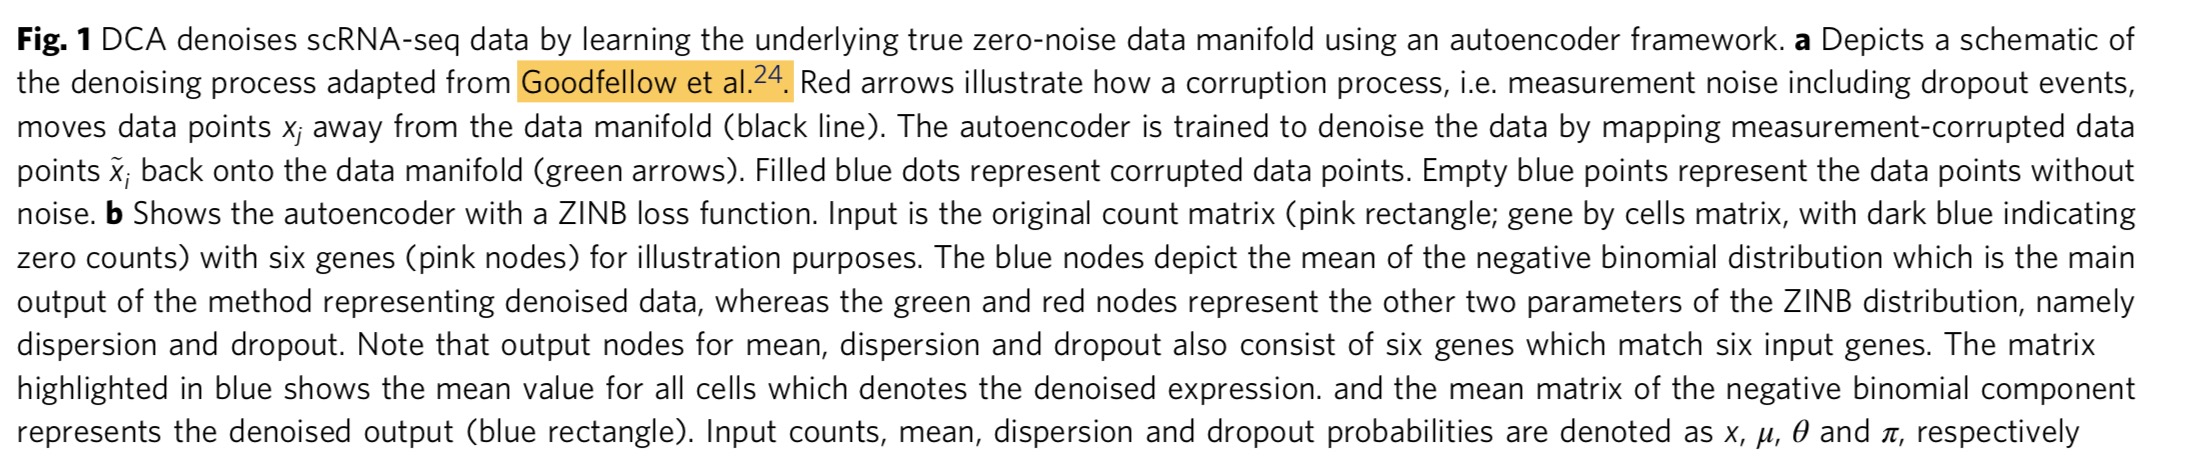 Fig. 1 DCA denoises scRNA-seq data by learning the underlying true zero-noise data manifold using an autoencoder framework. a Depicts a schematic of
the denoising process adapted from Goodfellow et al.24. Red arrows illustrate how a corruption process, i.e. measurement noise including dropout events,
moves data points xj away from the data manifold (black line). The autoencoder is trained to denoise the data by mapping measurement-corrupted data
points x̃i back onto the data manifold (green arrows). Filled blue dots represent corrupted data points. Empty blue points represent the data points without
noise. b Shows the autoencoder with a ZINB loss function. Input is the original count matrix (pink rectangle; gene by cells matrix, with dark blue indicating
zero counts) with six genes (pink nodes) for illustration purposes. The blue nodes depict the mean of the negative binomial distribution which is the main
output of the method representing denoised data, whereas the green and red nodes represent the other two parameters of the ZINB distribution, namely
dispersion and dropout. Note that output nodes for mean, dispersion and dropout also consist of six genes which match six input genes. The matrix
highlighted in blue shows the mean value for all cells which denotes the denoised expression. and the mean matrix of the negative binomial component
represents the denoised output (blue rectangle). Input counts, mean, dispersion and dropout probabilities are denoted as x, μ, θ and π, respectively